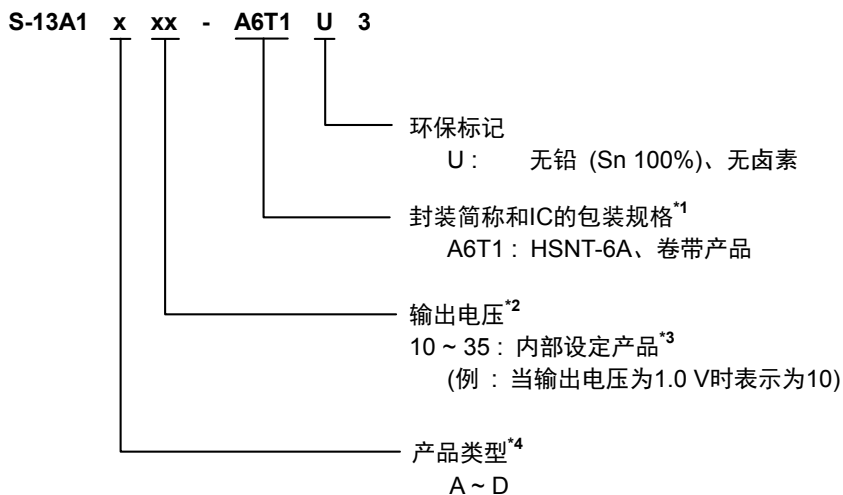 S-13A1 x xx - A6T1 U 3
环保标记
U : 无铅 (Sn 100%)、无卤素
封装简称和IC的包装规格*1
A6T1 : HSNT-6A、卷带产品
输出电压*2
10 ~ 35 : 内部设定产品*3
(例 : 当输出电压为1.0 V时表示为10)
产品类型*4
A ~ D